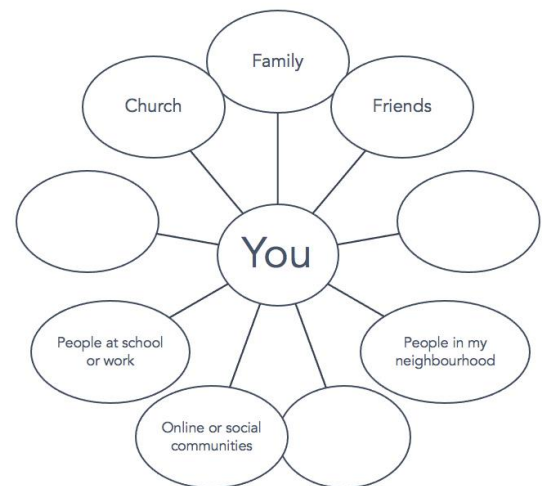 Family
Church
Friends
You
People at school
or work
People in my
neighbourhood
Online or social
communities